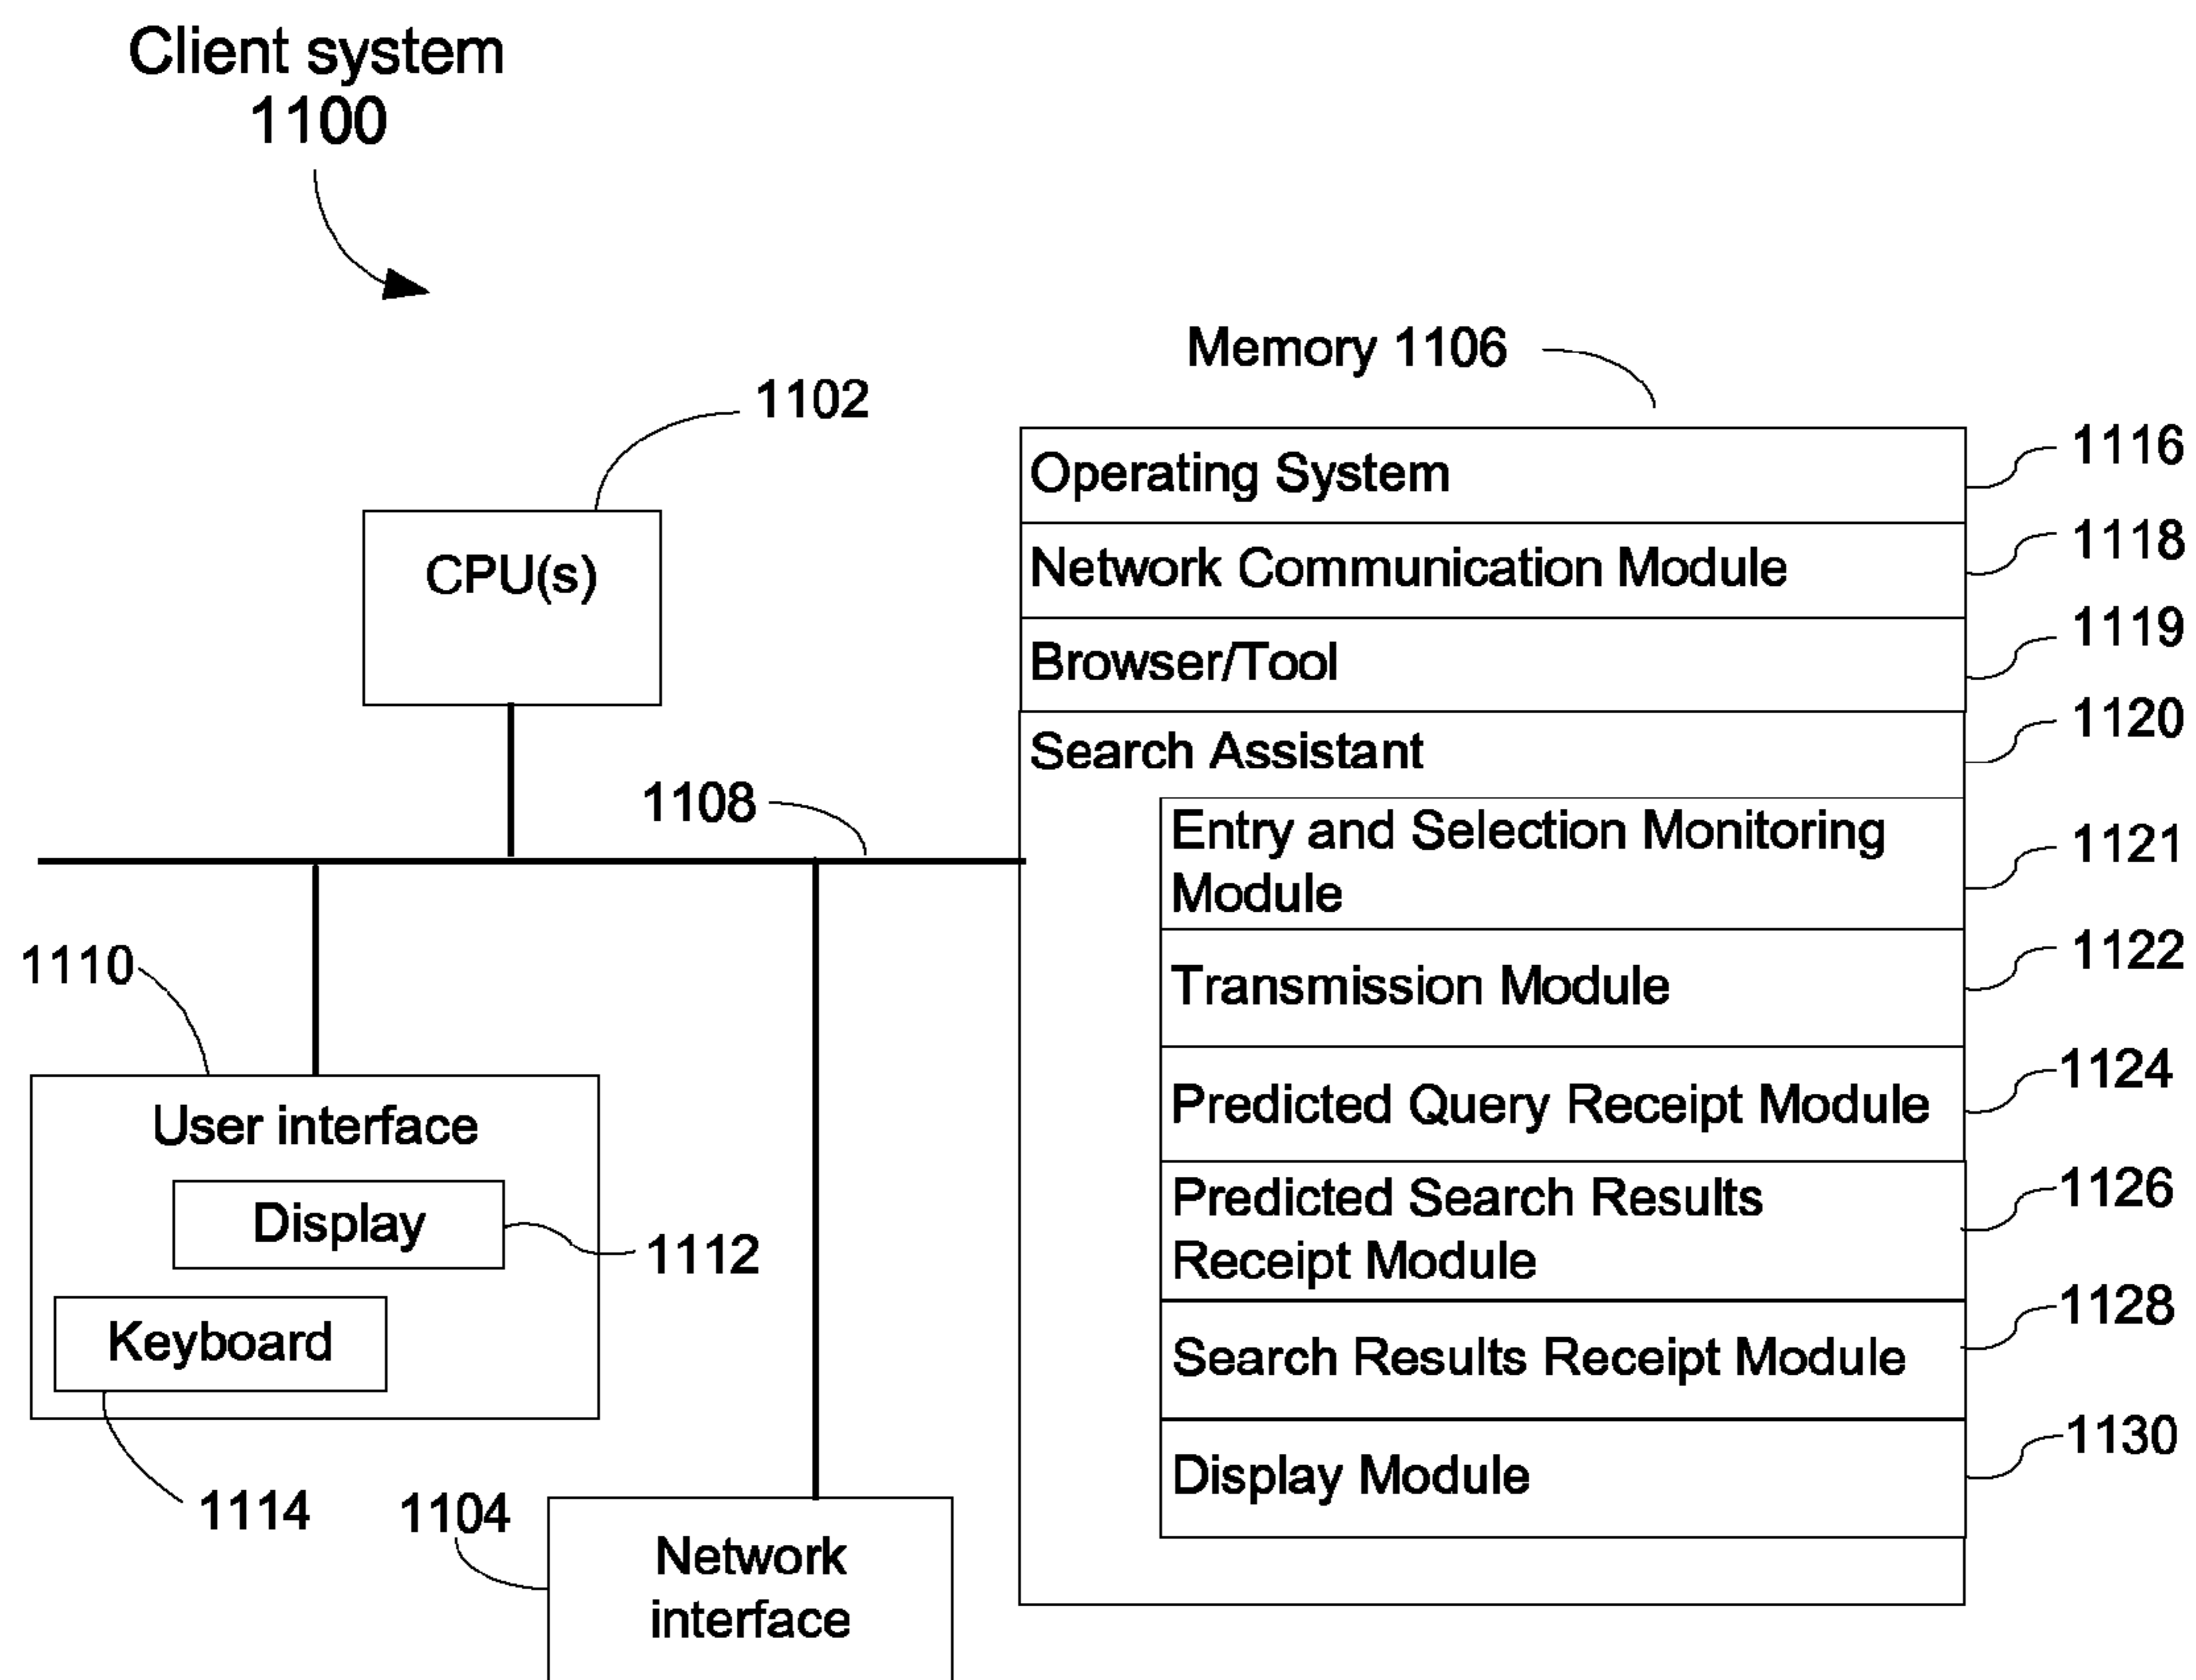 Client system
1100
Memory 1106
1102
CPU(s)
1108
1110
User interface
Display
1112
Keyboard
1114
1104
Network
interface
Operating System
1116
Network Communication Module
1118
Browser/Tool
1119
Search Assistant
1120
Entry and Selection Monitoring
Module
1121
Transmission Module
1122
Predicted Query Receipt Module
1124
Predicted Search Results
Receipt Module
1126
Search Results Receipt Module
1128
Display Module
1130